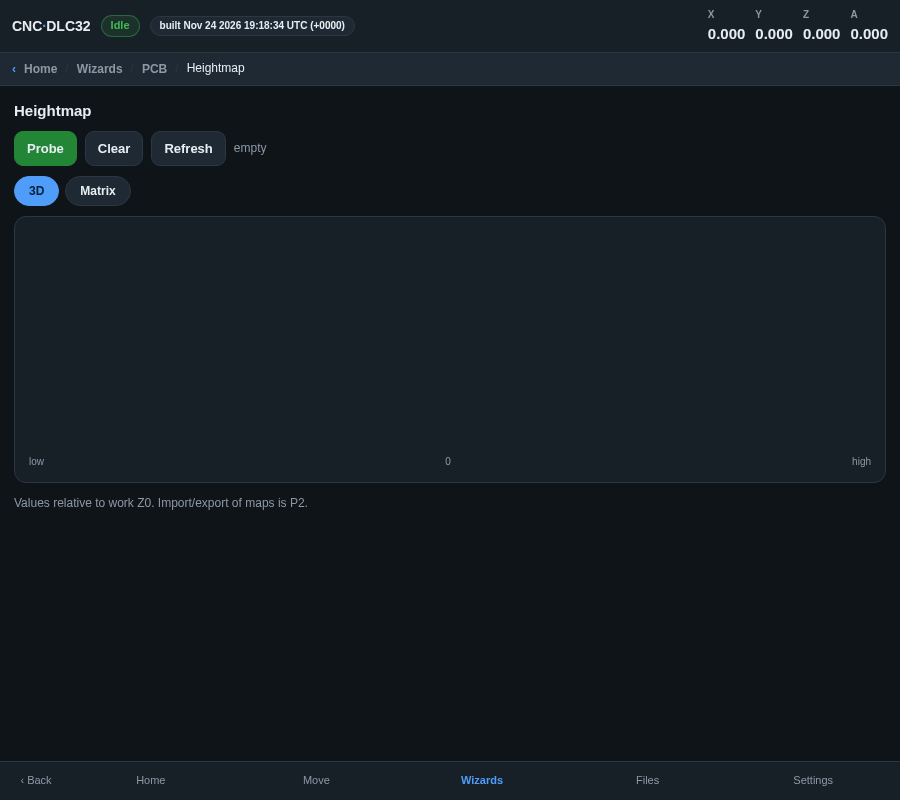 CNC·DLC32 Idle built Nov 24 2026 19:18:34 UTC (+0000) X Y Z A
0.000 0.000 0.000 0.000
‹ Home / Wizards / PCB / Heightmap
Heightmap
Probe Clear Refresh empty
3D Matrix
low 0 high
Values relative to work Z0. Import/export of maps is P2.
‹ Back Home Move Wizards Files Settings